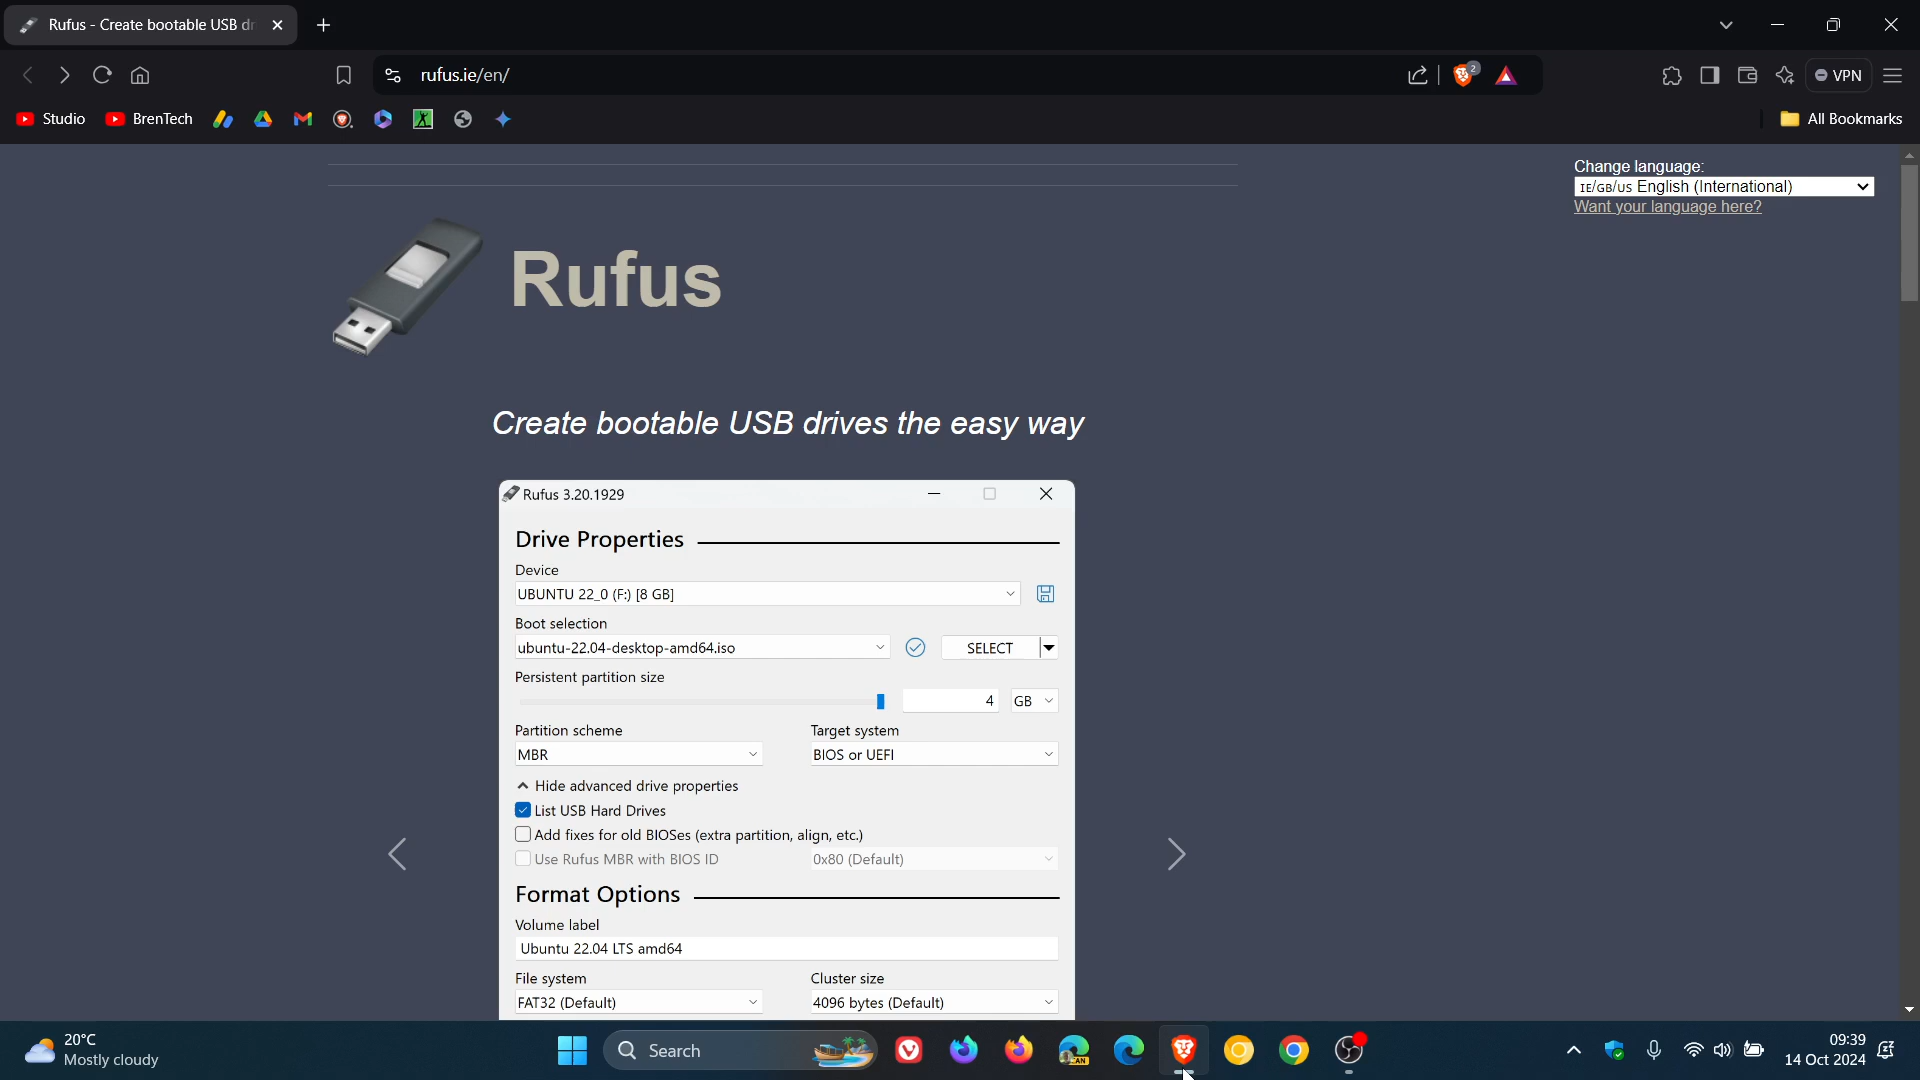 Rufus - Create bootable USB dr
rufus.ie/en/
2
VPN
Studio
BrenTech
All Bookmarks
Change language:
IE/GB/US English (International)
Want your language here?
Rufus
Create bootable USB drives the easy way
Rufus 3.20.1929
Drive Properties
Device
UBUNTU 22_0 (F:) [8 GB]
Boot selection
ubuntu-22.04-desktop-amd64.iso
SELECT
Persistent partition size
4 GB
Partition scheme Target system
MBR BIOS or UEFI
Hide advanced drive properties
List USB Hard Drives
Add fixes for old BIOSes (extra partition, align, etc.)
Use Rufus MBR with BIOS ID 0x80 (Default)
Format Options
Volume label
Ubuntu 22.04 LTS amd64
File system Cluster size
FAT32 (Default) 4096 bytes (Default)
20°C
Mostly cloudy
Search
CAN
09:39
14 Oct 2024